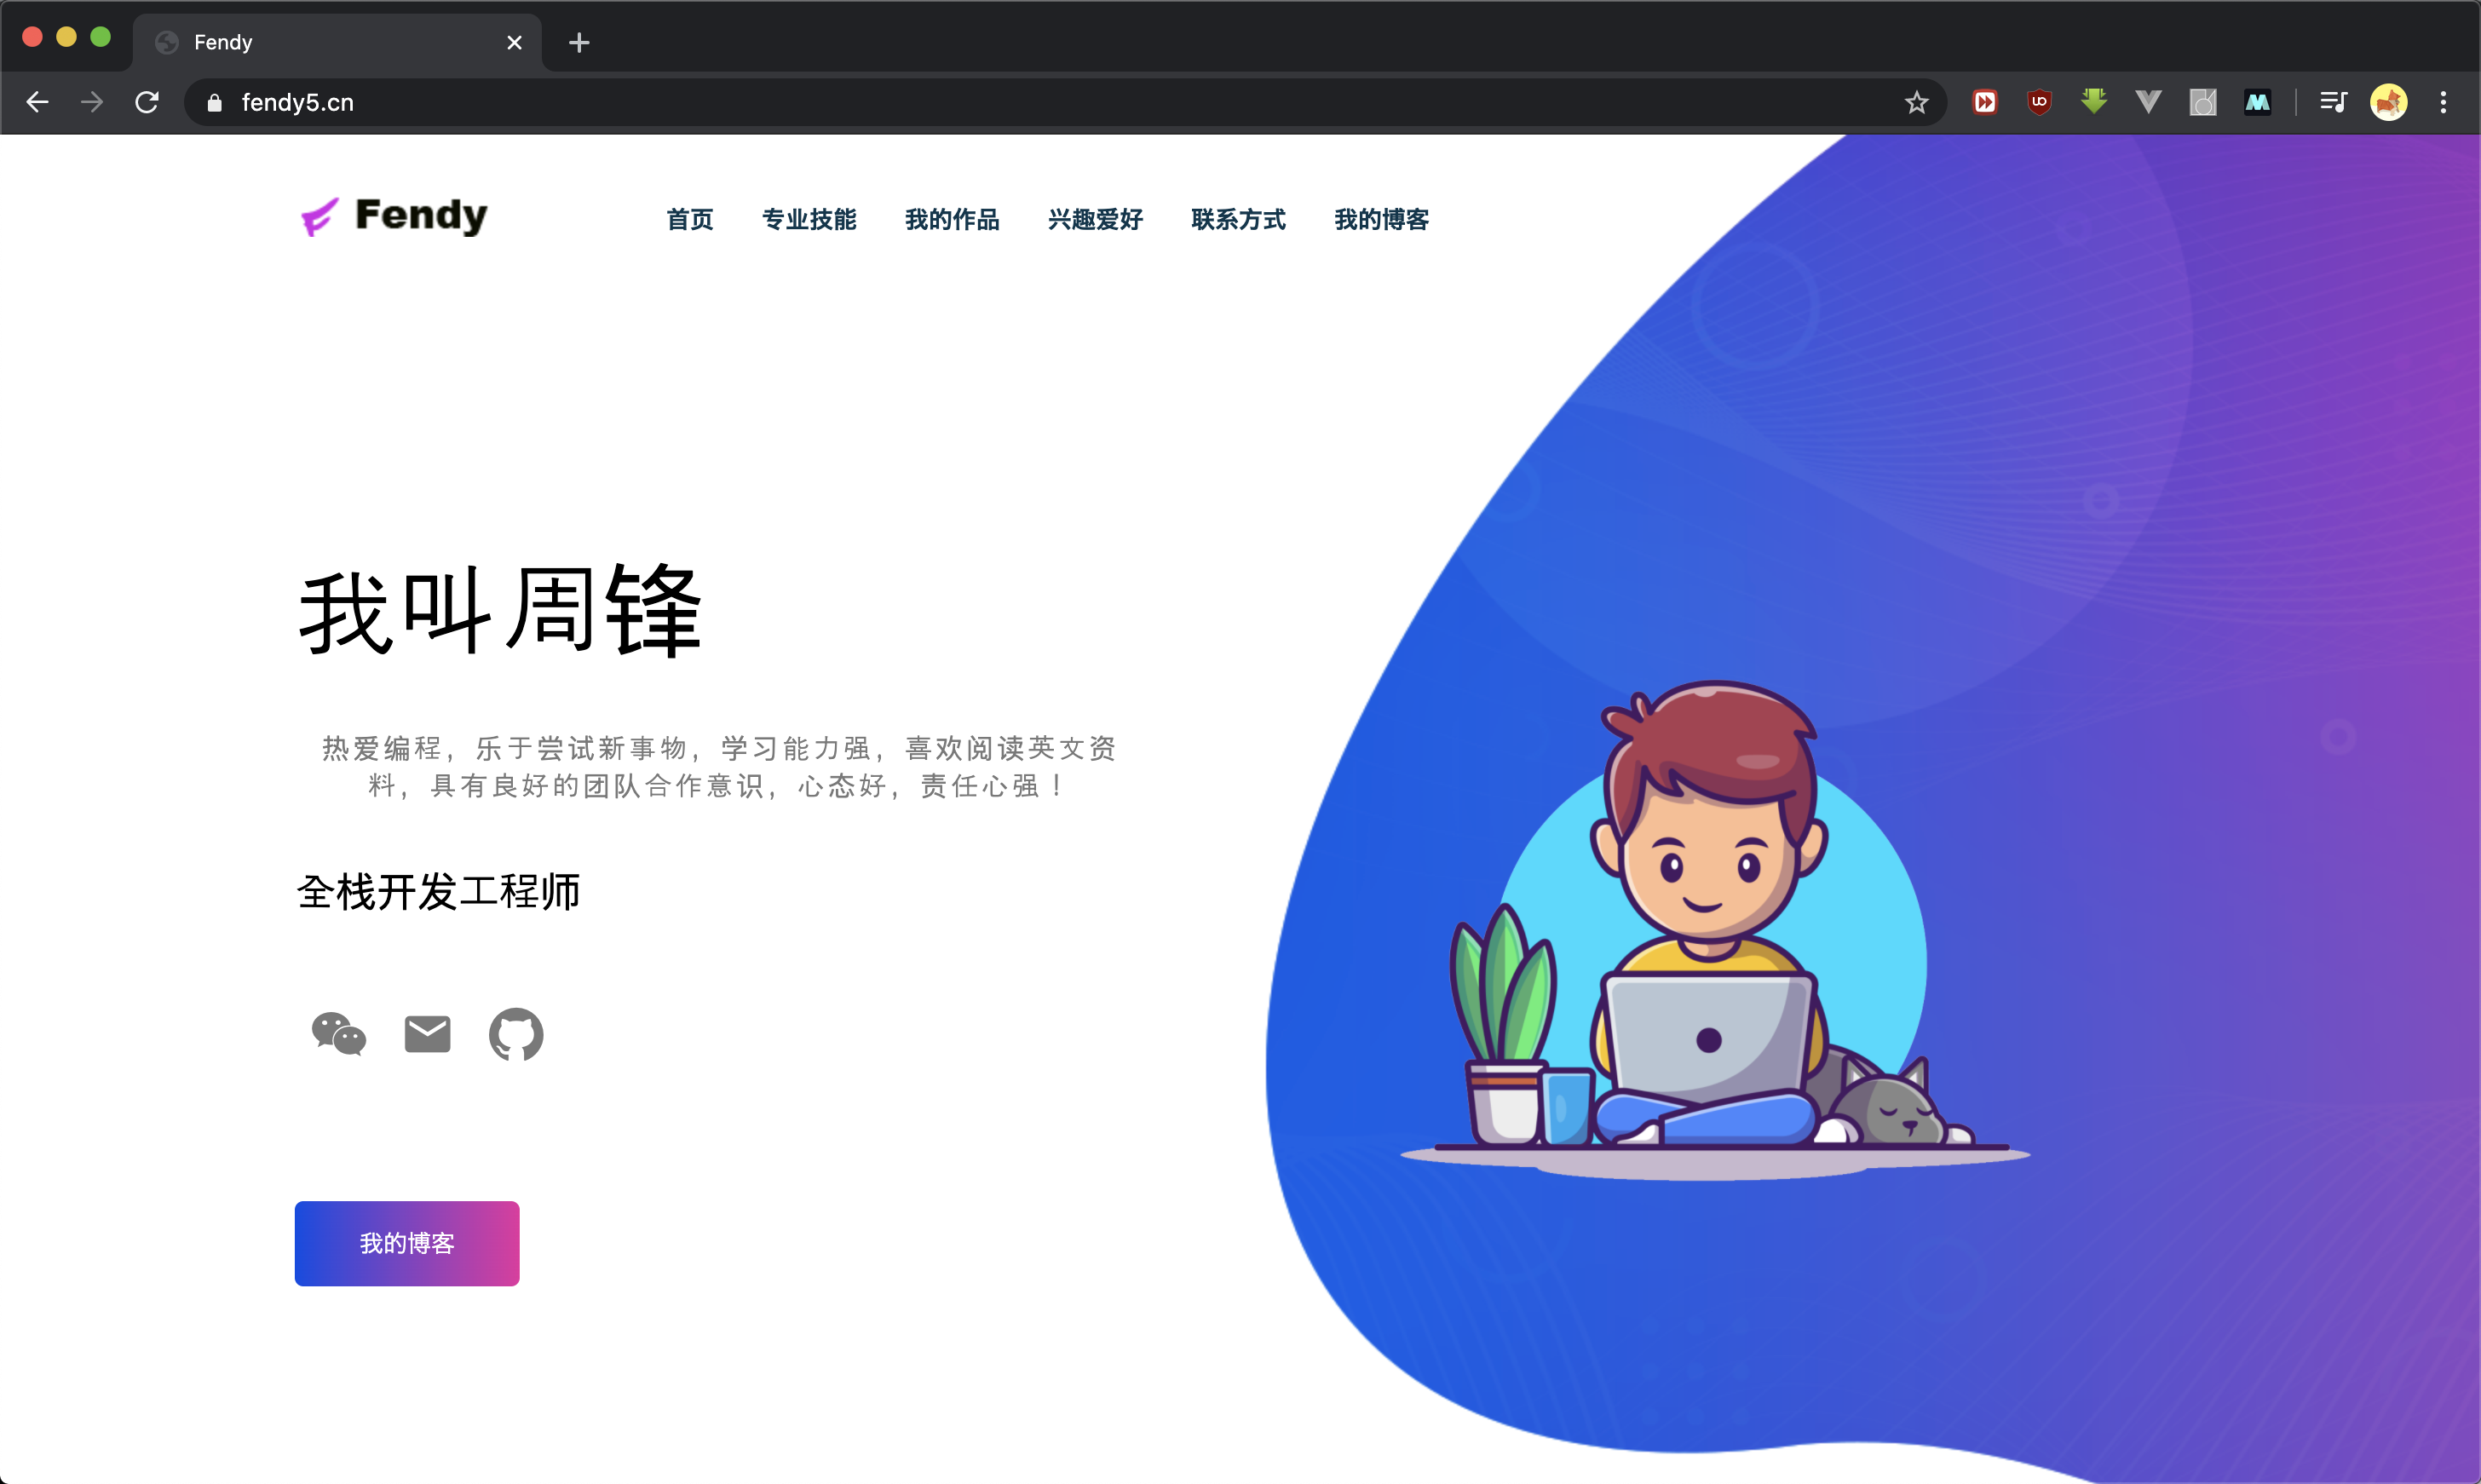 Fendy
fendy5.cn
Fendy
首页 专业技能 我的作品 兴趣爱好 联系方式 我的博客
我叫周锋
热爱编程，乐于尝试新事物，学习能力强，喜欢阅读英文资
料，具有良好的团队合作意识，心态好，责任心强！
全栈开发工程师
我的博客